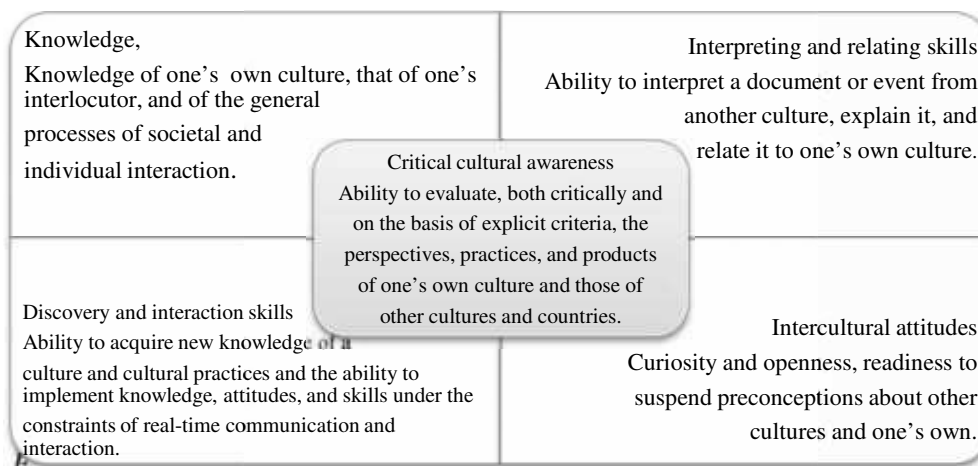 Knowledge,
Knowledge of one's own culture, that of one's
interlocutor, and of the general
processes of societal and
individual interaction.
Interpreting and relating skills
Ability to interpret a document or event from
another culture, explain it, and
relate it to one's own culture.
Critical cultural awareness
Ability to evaluate, both critically and
on the basis of explicit criteria, the
perspectives, practices, and products
of one's own culture and those of
other cultures and countries.
Discovery and interaction skills
Ability to acquire new knowledge of a
culture and cultural practices and the ability to
implement knowledge, attitudes, and skills under the
constraints of real-time communication and
interaction.
Intercultural attitudes
Curiosity and openness, readiness to
suspend preconceptions about other
cultures and one's own.